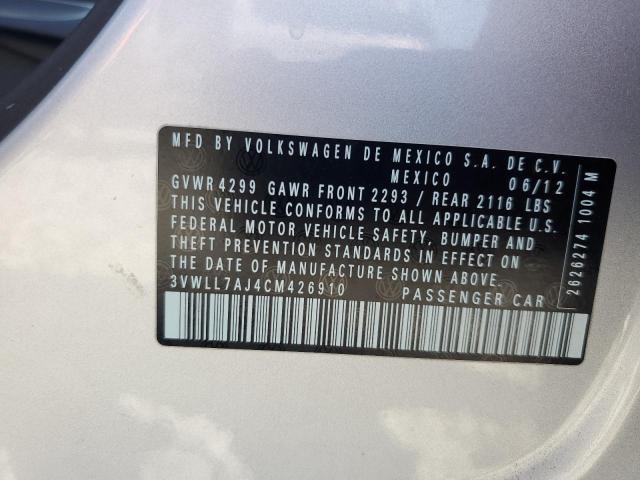 MFD BY VOLKSWAGEN DE MEXICO S.A. DE C.V.
MEXICO 06/12
GVWR 4299 GAWR FRONT 2293 / REAR 2116 LBS
THIS VEHICLE CONFORMS TO ALL APPLICABLE U.S.
FEDERAL MOTOR VEHICLE SAFETY, BUMPER AND
THEFT PREVENTION STANDARDS IN EFFECT ON
THE DATE OF MANUFACTURE SHOWN ABOVE.
3VWLL7AJ4CM426910 PASSENGER CAR
2626274 1004 M